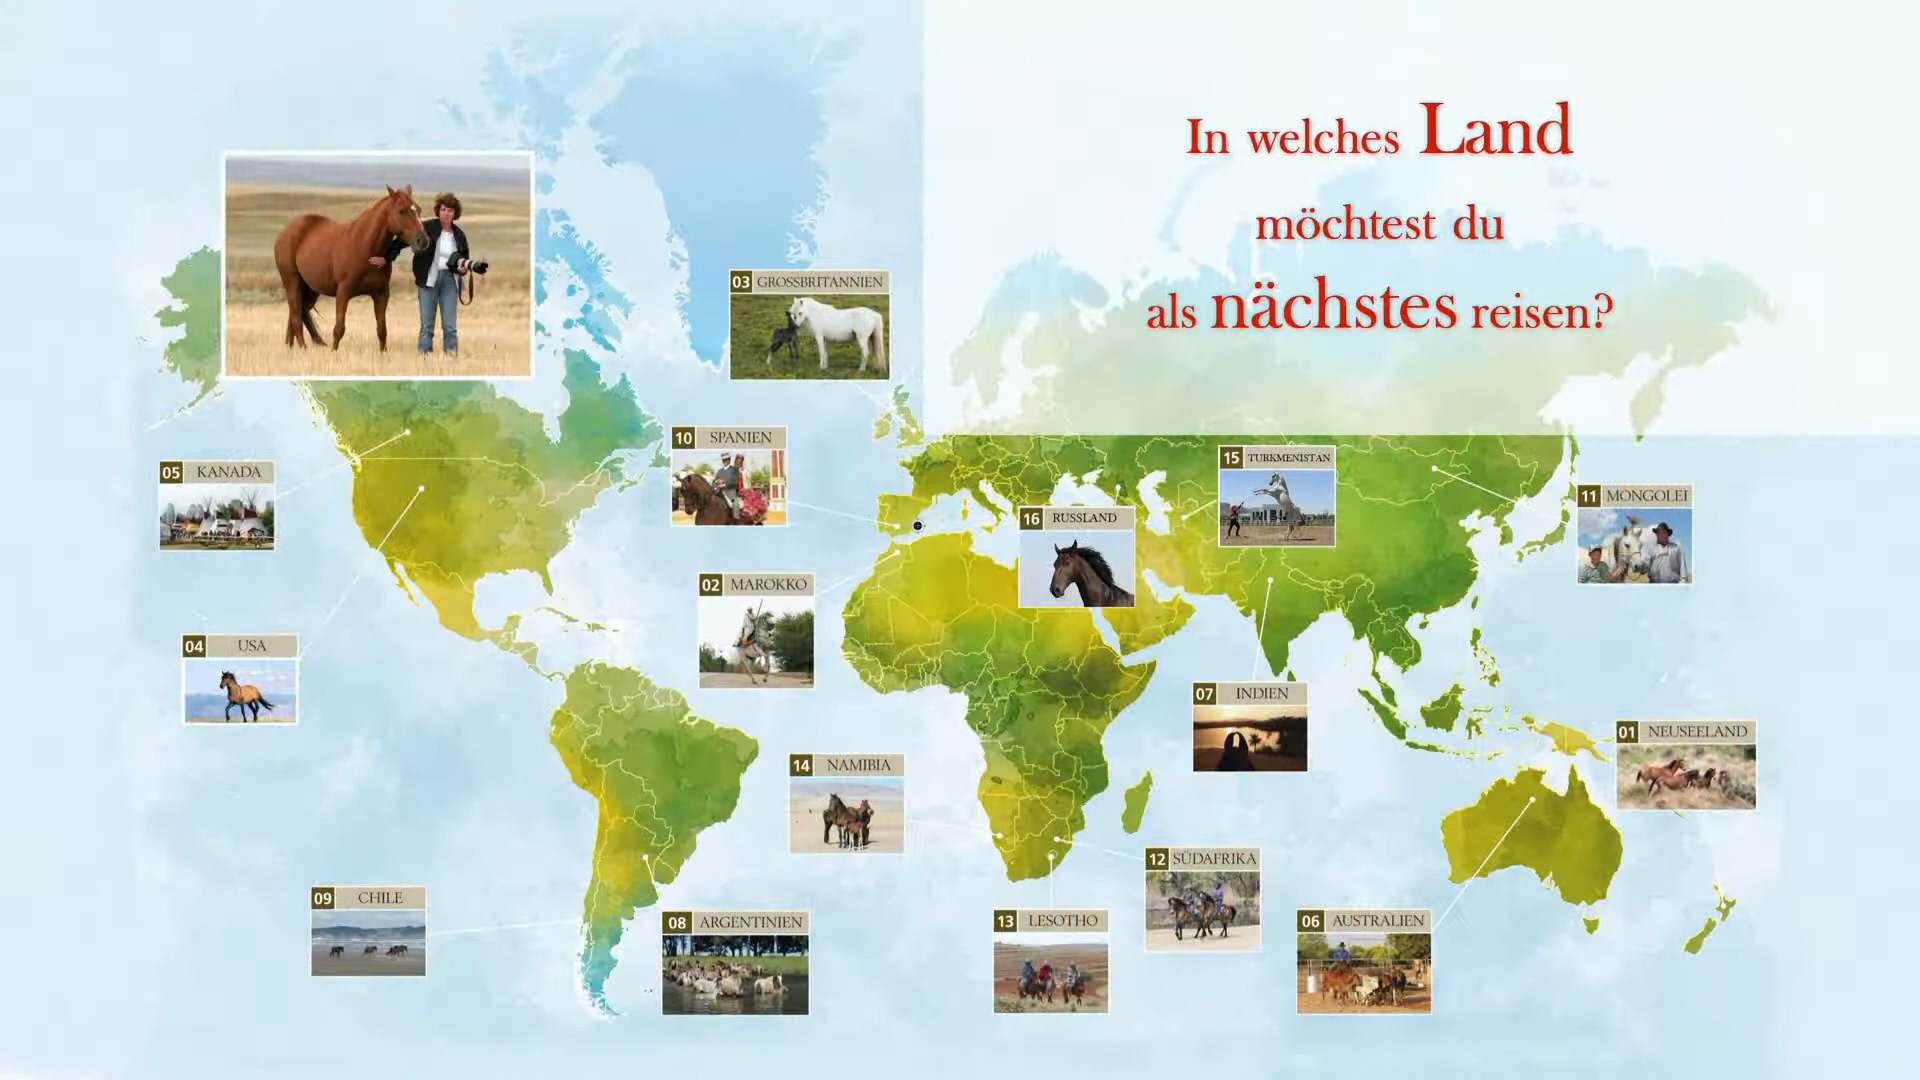 In welches Land
möchtest du
als nächstes reisen?
03 GROSSBRITANNIEN
10 SPANIEN
15 TURKMENISTAN
05 KANADA
11 MONGOLEI
16 RUSSLAND
02 MAROKKO
04 USA
07 INDIEN
01 NEUSEELAND
14 NAMIBIA
12 SÜDAFRIKA
09 CHILE
08 ARGENTINIEN
13 LESOTHO
06 AUSTRALIEN